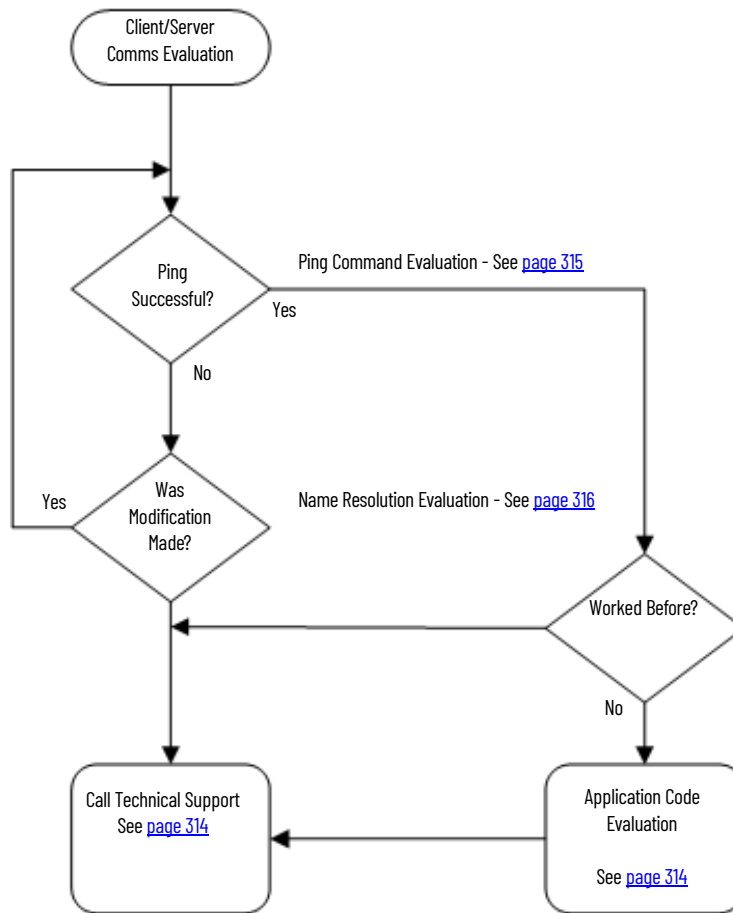 Client/Server
Comms Evaluation
Ping
Successful?
Ping Command Evaluation - See page 315
Yes
No
Was
Modification
Made?
Yes
Name Resolution Evaluation - See page 316
Worked Before?
No
Call Technical Support
See page 314
Application Code
Evaluation
See page 314